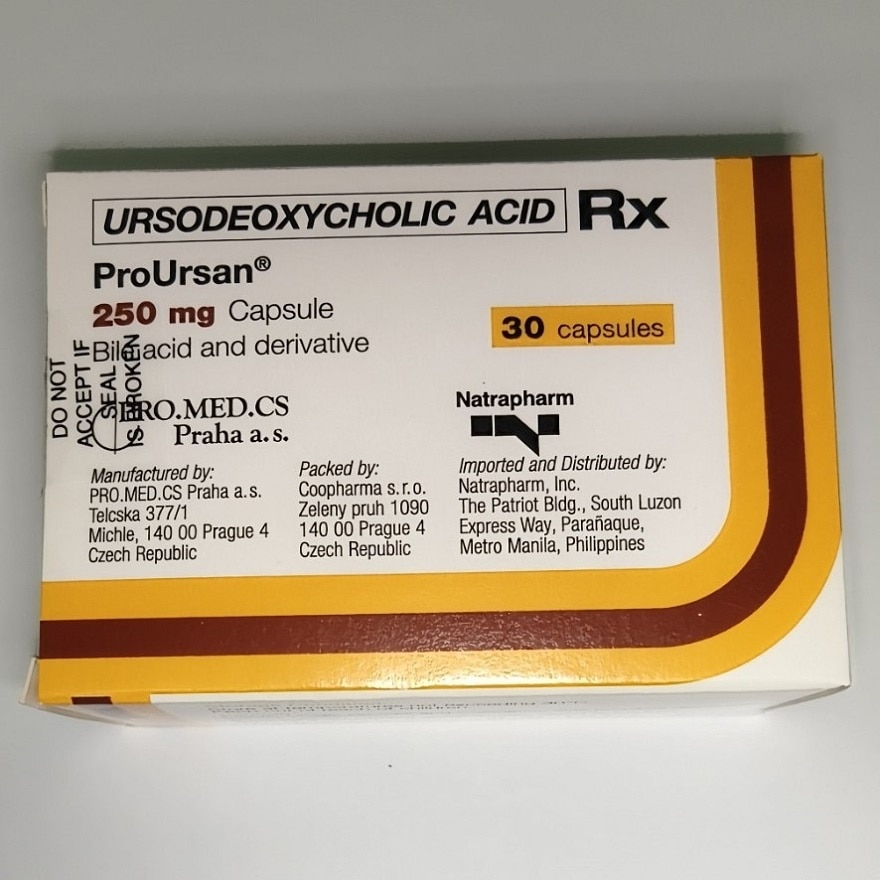 URSODEOXYCHOLIC ACID Rx
ProUrsan®
250 mg Capsule
30 capsules
Bile acid and derivative
DO NOT
ACCEPT IF
SEAL
IS BROKEN
PRO.MED.CS
Praha a.s.
Natrapharm
Manufactured by:
PRO.MED.CS Praha a.s.
Telcska 377/1
Michle, 140 00 Prague 4
Czech Republic
Packed by:
Coopharma s.r.o.
Zeleny pruh 1090
140 00 Prague 4
Czech Republic
Imported and Distributed by:
Natrapharm, Inc.
The Patriot Bldg., South Luzon
Express Way, Parañaque,
Metro Manila, Philippines